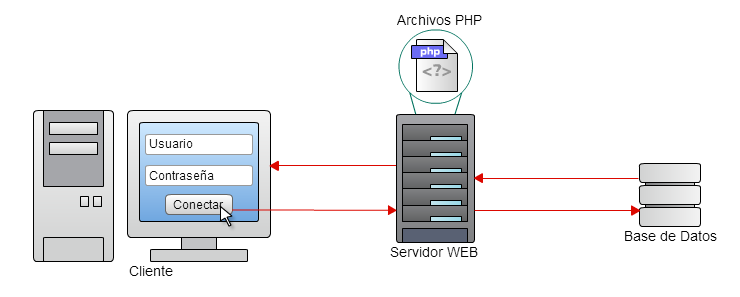 Archivos PHP
php
<?>
Usuario
Contraseña
Conectar
Servidor WEB
Base de Datos
Cliente